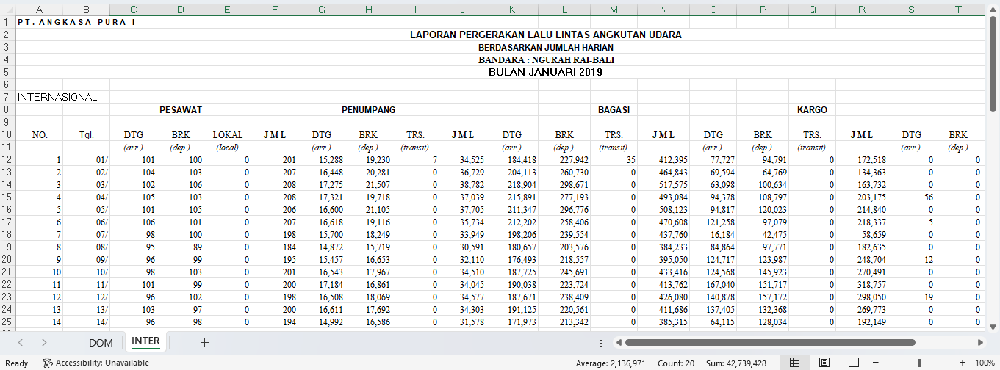 A B C D E F G H I J K L M N O P Q R S T
1 PT. ANGKASA PURA I
2 LAPORAN PERGERAKAN LALU LINTAS ANGKUTAN UDARA
3 BERDASARKAN JUMLAH HARIAN
4 BANDARA : NGURAH RAI-BALI
5 BULAN JANUARI 2019
6
7 INTERNASIONAL
8 PESAWAT PENUMPANG BAGASI KARGO
9
10 NO. Tgl. DTG BRK LOKAL J M L DTG BRK TRS. J M L DTG BRK TRS. J M L DTG BRK TRS. J M L DTG BRK
11 (arr.) (dep.) (local) (arr.) (dep.) (transit) (arr.) (dep.) (transit) (arr.) (dep.) (transit) (arr.) (dep.)
12 1 01/ 101 100 0 201 15,288 19,230 7 34,525 184,418 227,942 35 412,395 77,727 94,791 0 172,518 0 0
13 2 02/ 104 103 0 207 16,448 20,281 0 36,729 204,113 260,730 0 464,843 69,594 64,769 0 134,363 0 0
14 3 03/ 102 106 0 208 17,275 21,507 0 38,782 218,904 298,671 0 517,575 63,098 100,634 0 163,732 0 0
15 4 04/ 105 103 0 208 17,321 19,718 0 37,039 215,891 277,193 0 493,084 94,378 108,797 0 203,175 56 0
16 5 05/ 101 105 0 206 16,600 21,105 0 37,705 211,347 296,776 0 508,123 94,817 120,023 0 214,840 0 0
17 6 06/ 106 101 0 207 16,618 19,116 0 35,734 212,202 258,406 0 470,608 121,258 97,079 0 218,337 5 0
18 7 07/ 98 100 0 198 15,700 18,249 0 33,949 198,206 239,554 0 437,760 16,184 42,475 0 58,659 0 0
19 8 08/ 95 89 0 184 14,872 15,719 0 30,591 180,657 203,576 0 384,233 84,864 97,771 0 182,635 0 0
20 9 09/ 96 99 0 195 15,457 16,653 0 32,110 176,493 218,557 0 395,050 124,717 123,987 0 248,704 12 0
21 10 10/ 98 103 0 201 16,543 17,967 0 34,510 187,725 245,691 0 433,416 124,568 145,923 0 270,491 0 0
22 11 11/ 101 99 0 200 17,184 16,861 0 34,045 190,038 223,724 0 413,762 167,040 151,717 0 318,757 0 0
23 12 12/ 96 102 0 198 16,508 18,069 0 34,577 187,671 238,409 0 426,080 140,878 157,172 0 298,050 19 0
24 13 13/ 103 97 0 200 16,611 17,692 0 34,303 191,125 220,561 0 411,686 137,405 132,368 0 269,773 0 0
25 14 14/ 96 98 0 194 14,992 16,586 0 31,578 171,973 213,342 0 385,315 64,115 128,034 0 192,149 0 0
DOM INTER
Ready Accessibility: Unavailable Average: 2,136,971 Count: 20 Sum: 42,739,428 100%